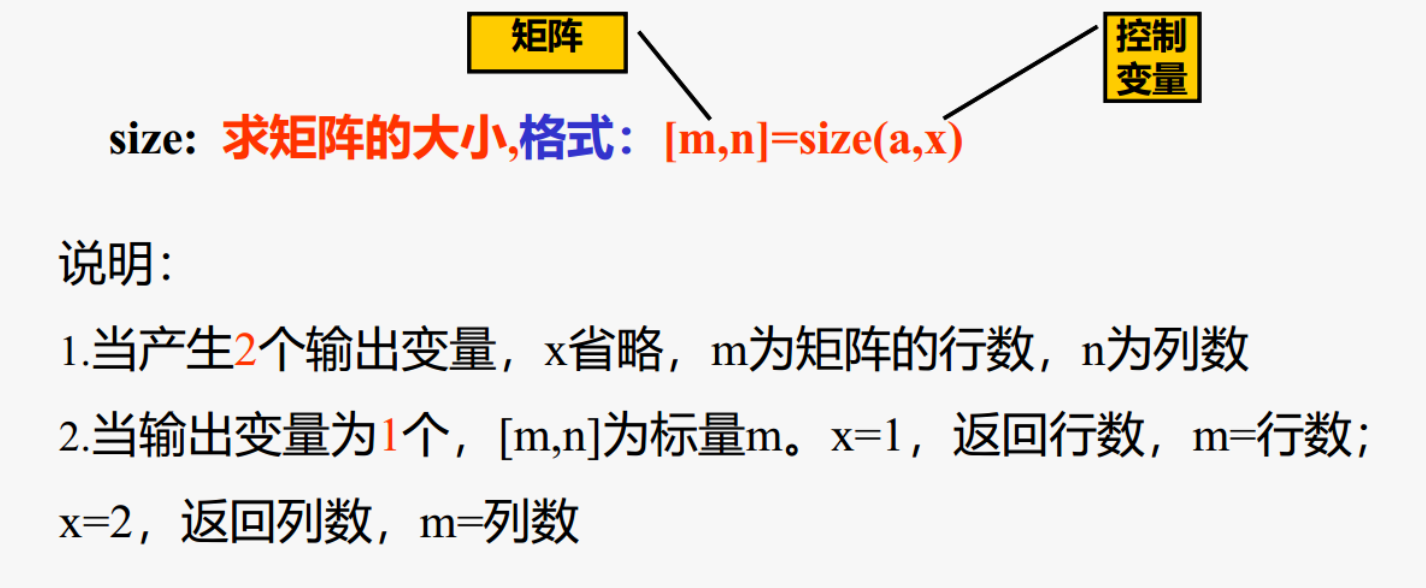 矩阵
控制
变量
size: 求矩阵的大小,格式：[m,n]=size(a,x)
说明：
1.当产生2个输出变量，x省略，m为矩阵的行数，n为列数
2.当输出变量为1个，[m,n]为标量m。x=1，返回行数，m=行数；
x=2，返回列数，m=列数